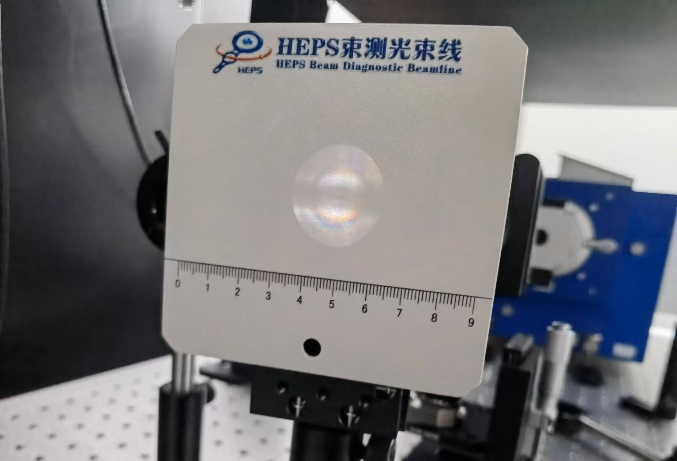 HEPS束测光束线
HEPS Beam Diagnostic Beamline
HEPS
0 1 2 3 4 5 6 7 8 9